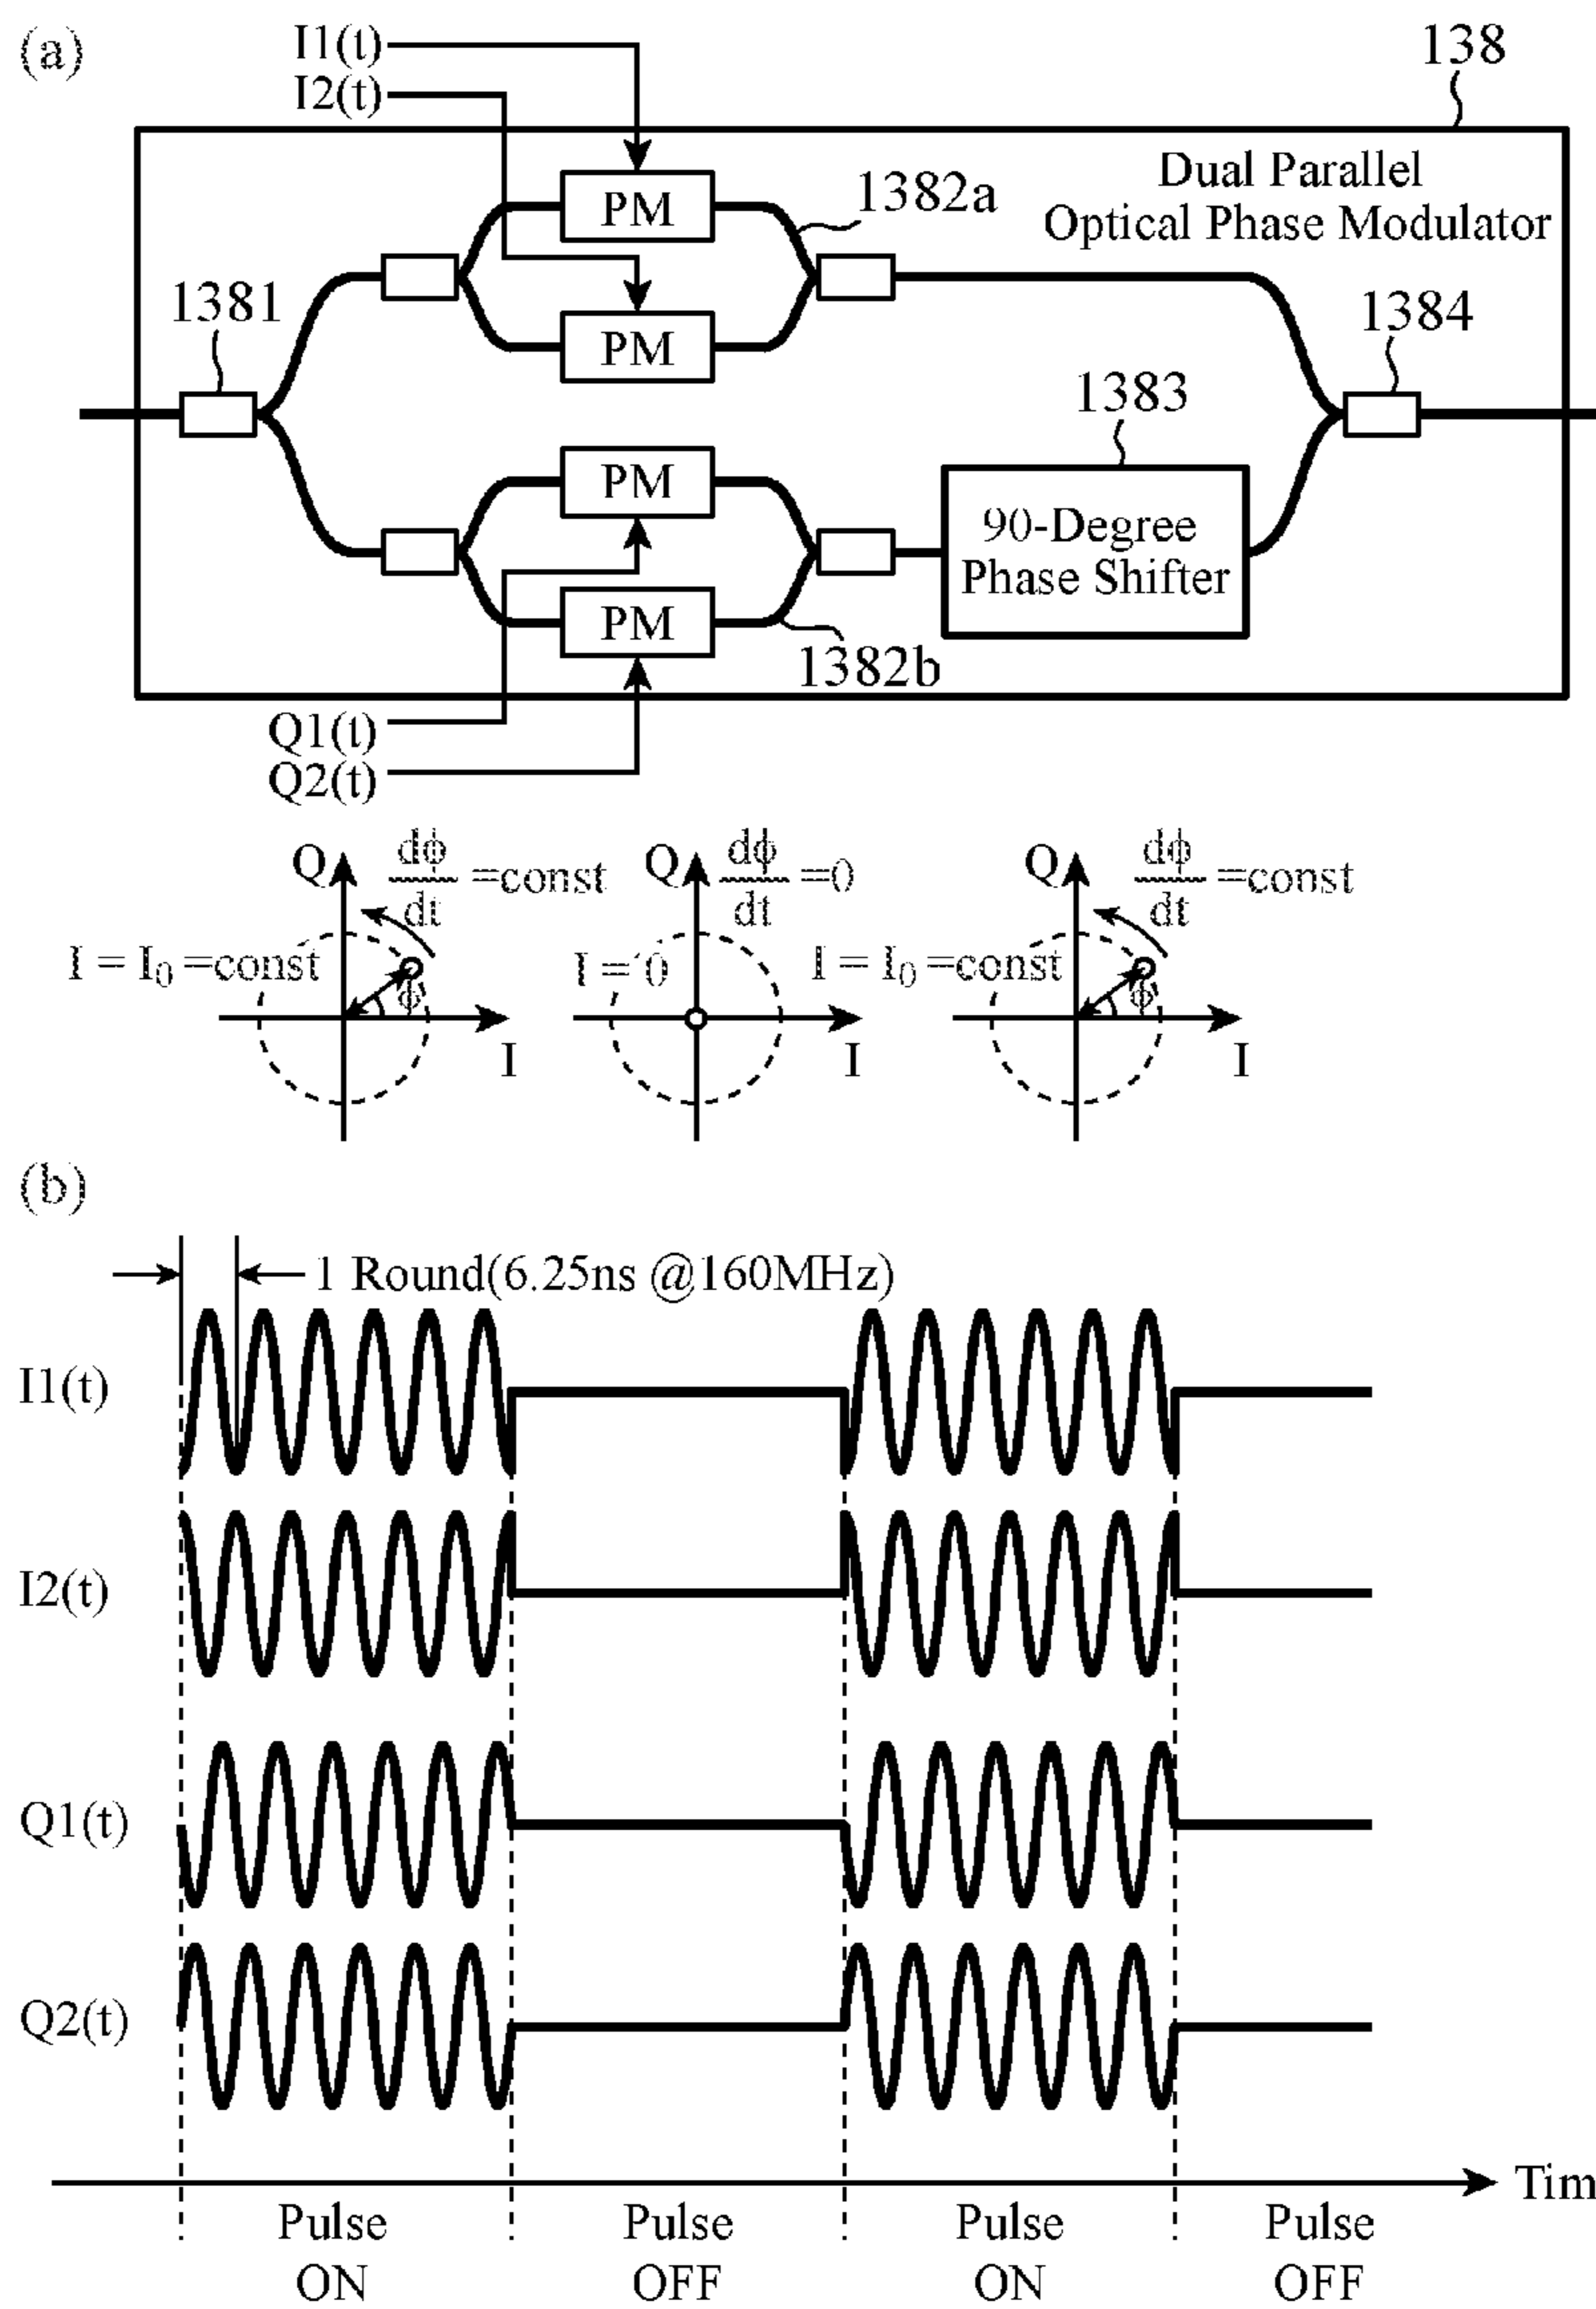 (a)
I1(t)
I2(t)
138
Dual Parallel
Optical Phase Modulator
PM
1382a
1381
PM
1384
1383
PM
90-Degree
Phase Shifter
PM
1382b
Q1(t)
Q2(t)
Q dϕ/dt =const
I = I0 =const
ϕ
I
Q dϕ/dt =0
I = 0
I
Q dϕ/dt =const
I = I0 =const
ϕ
I
(b)
1 Round(6.25ns @160MHz)
I1(t)
I2(t)
Q1(t)
Q2(t)
Tim
Pulse
ON
Pulse
OFF
Pulse
ON
Pulse
OFF